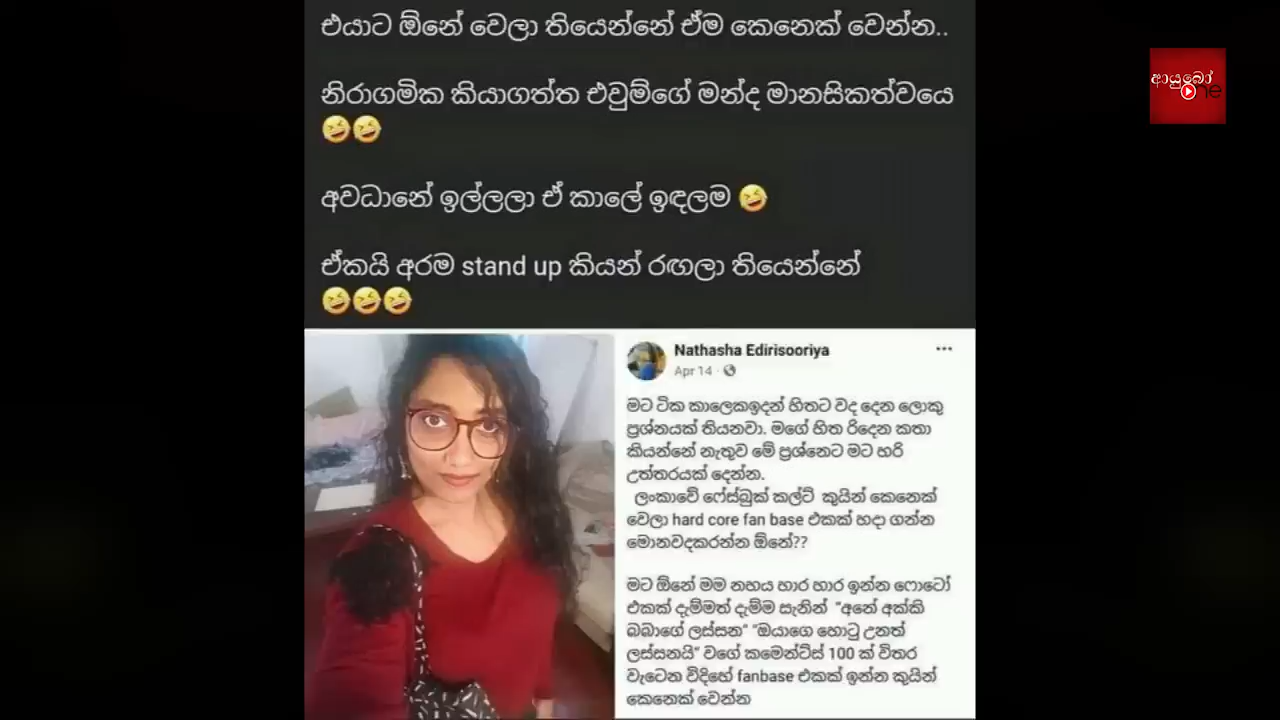 එයාට ඕනේ වෙලා තියෙන්නේ ඒම කෙනෙක් වෙන්න..
නිරාගමික කියාගත්ත එවුම්ගේ මන්ද මානසිකත්වයෙ
🤣🤣
අවධානේ ඉල්ලලා ඒ කාලේ ඉඳලම 😆
ඒකයි අරම stand up කියන් රඟලා තියෙන්නේ
🤣🤣🤣
ආයුබෝ
one
Nathasha Edirisooriya
Apr 14
මට ටික කාලෙකඉදන් හිතට වද දෙන ලොකු
ප්‍රශ්නයක් තියනවා. මගේ හිත රිදෙන කතා
කියන්නේ නැතුව මේ ප්‍රශ්නෙට මට හරි
උත්තරයක් දෙන්න.
ලංකාවේ ෆේස්බුක් කල්ට් කුයින් කෙනෙක්
වෙලා hard core fan base එකක් හදා ගන්න
මොනවදකරන්න ඕනේ??
මට ඕනේ මම නහය හාර හාර ඉන්න ෆොටෝ
එකක් දැම්මත් දැම්ම සැනින් "අනේ අක්කි
බබාගේ ලස්සන" "ඔයාගෙ හොටු උනත්
ලස්සනයි" වගේ කමෙන්ට්ස් 100 ක් විතර
වැටෙන විදිහේ fanbase එකක් ඉන්න කුයින්
කෙනෙක් වෙන්න